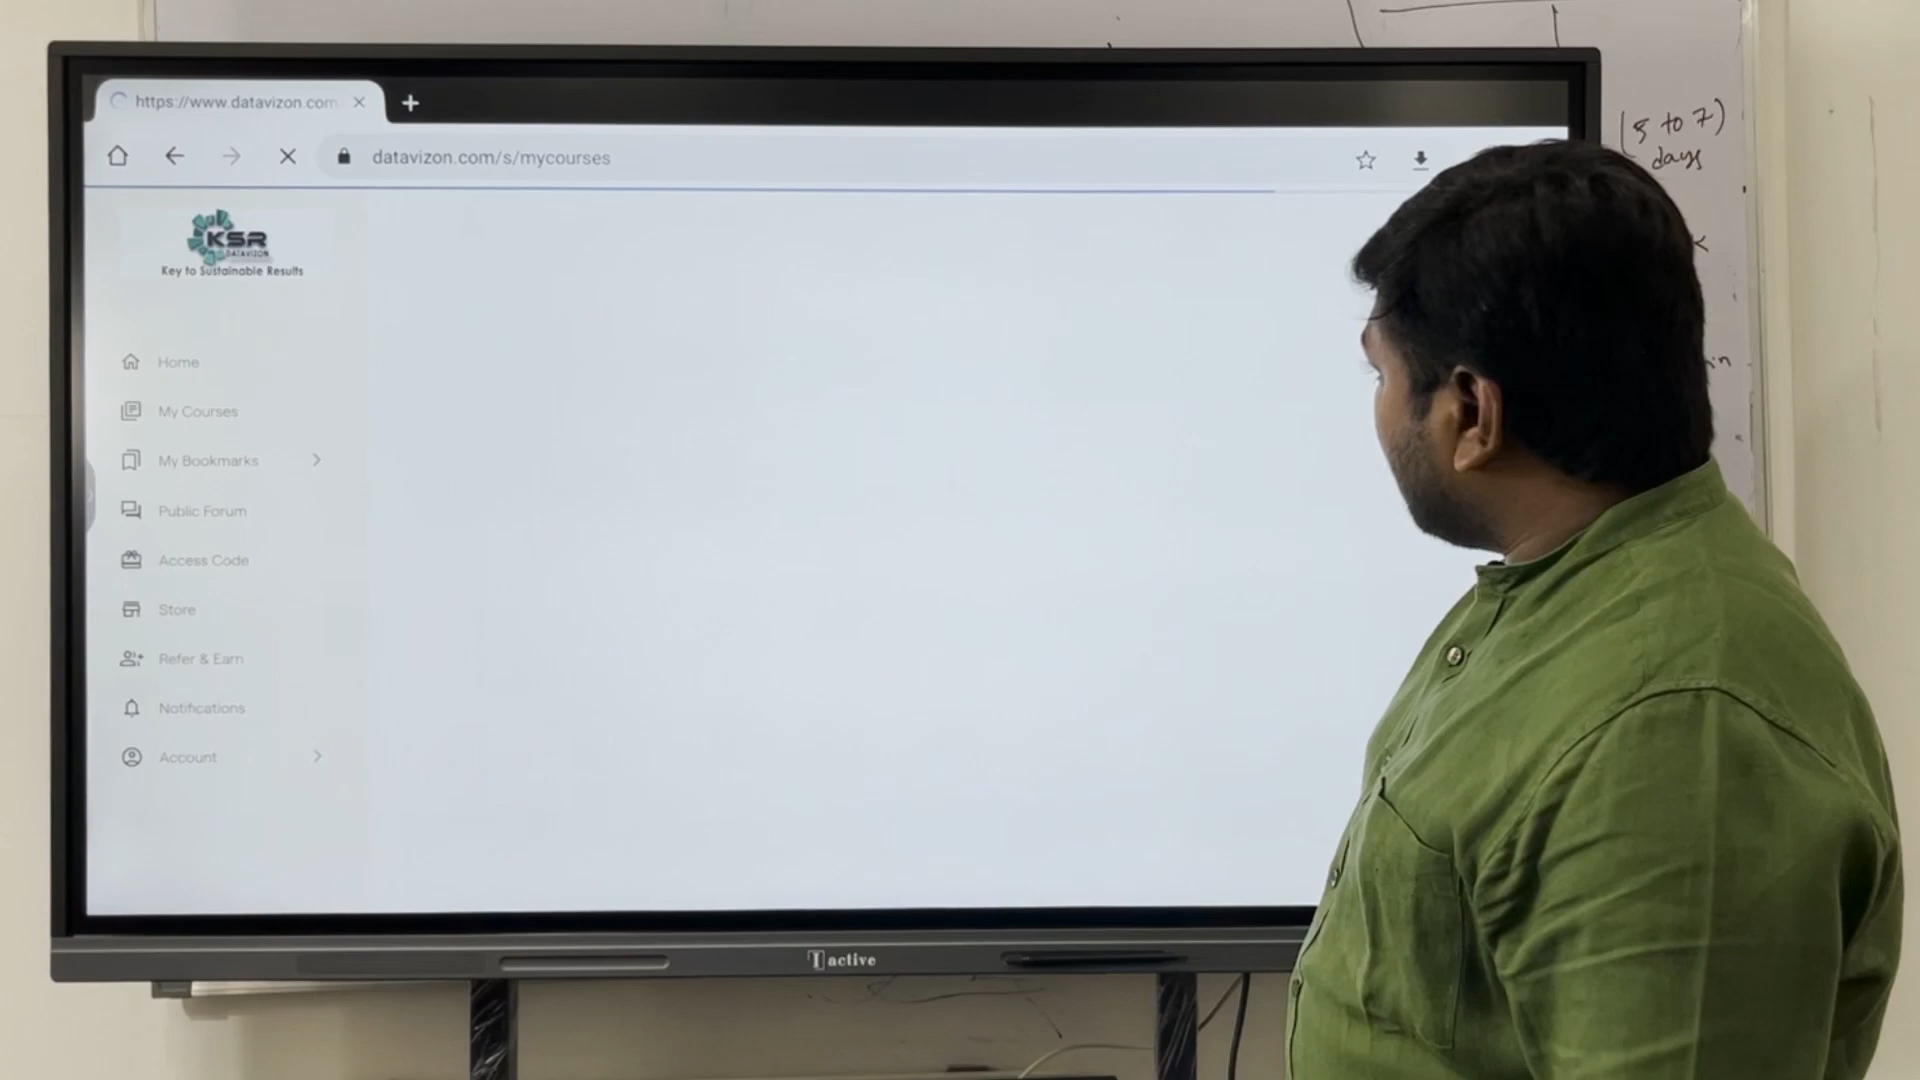 https://www.datavizon.com
datavizon.com/s/mycourses
KSR
DATAVIZON
Key to Sustainable Results
Home
My Courses
My Bookmarks
Public Forum
Access Code
Store
Refer & Earn
Notifications
Account
Tactive
(5 to 7)
days